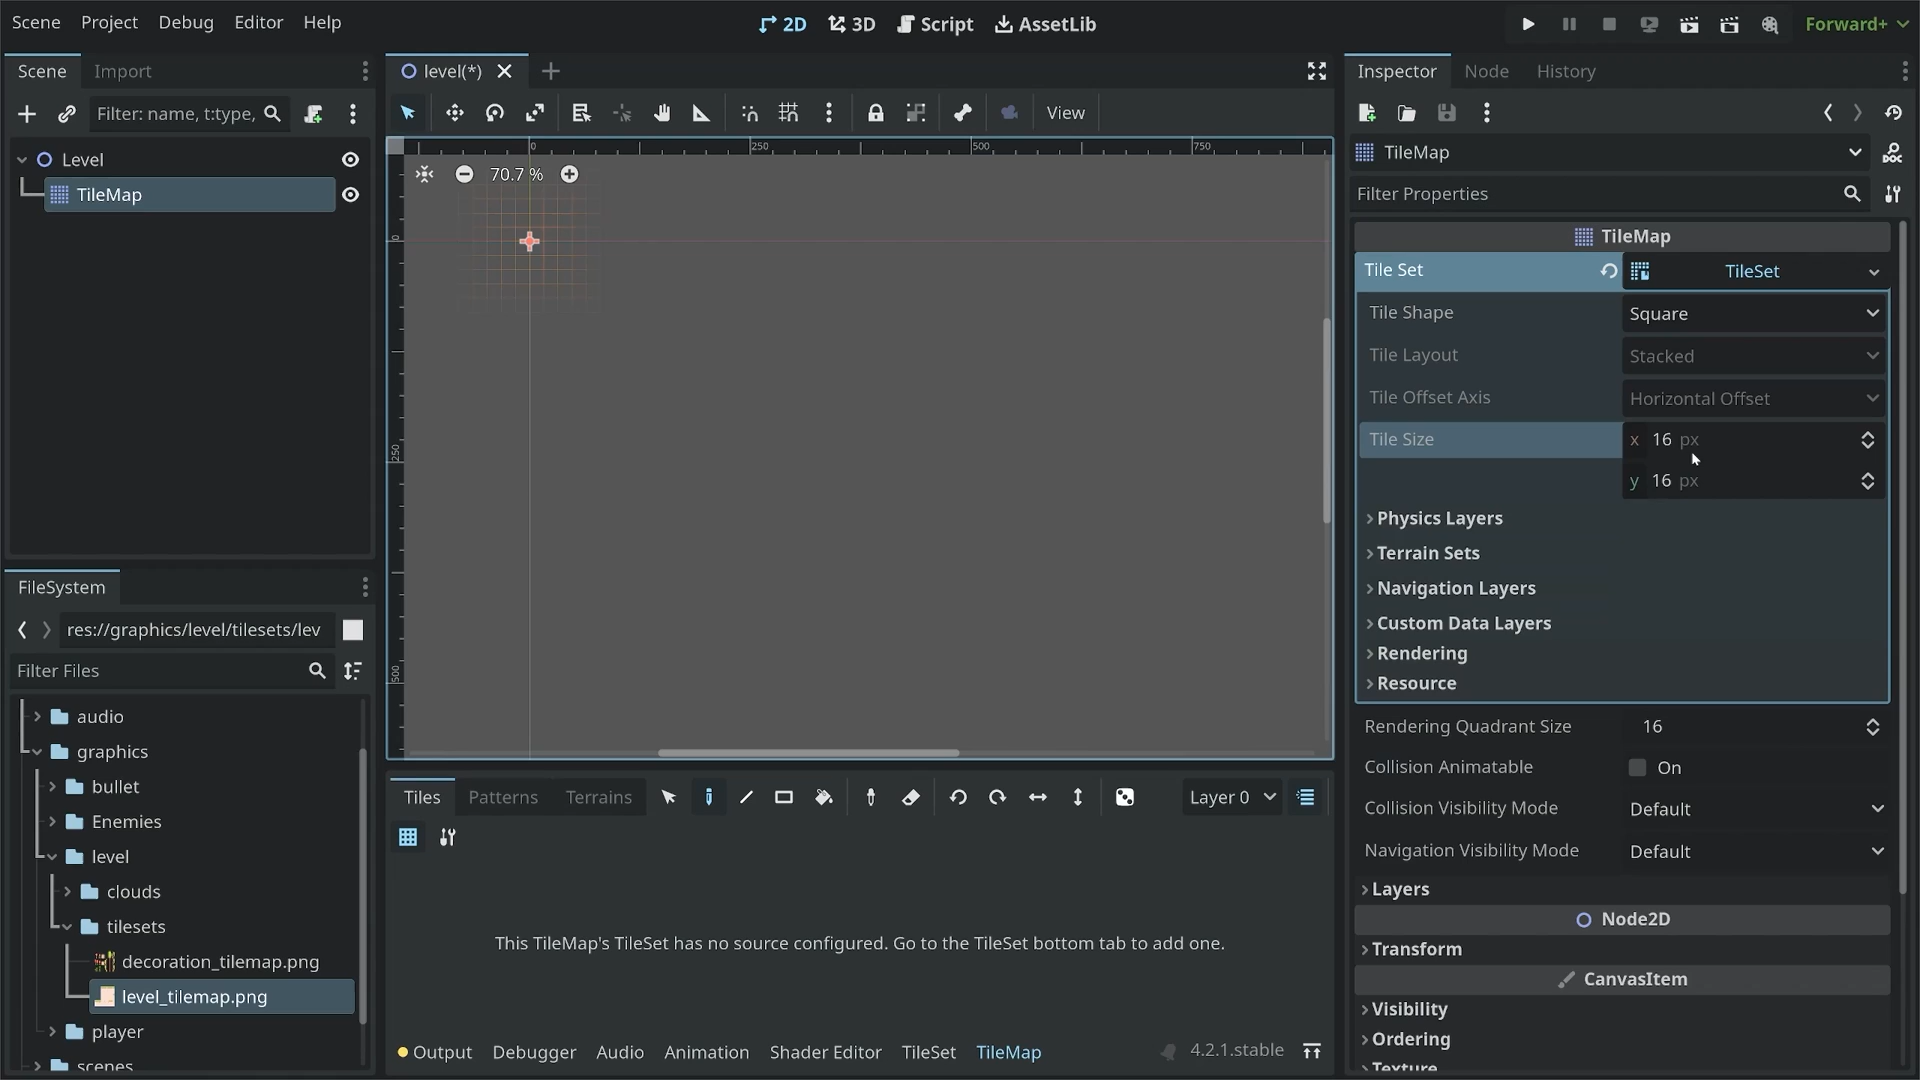 Scene Project Debug Editor Help
2D 3D Script AssetLib
Forward+
Scene Import
Filter: name, t:type,
Level
TileMap
FileSystem
res://graphics/level/tilesets/lev
Filter Files
audio
graphics
bullet
Enemies
level
clouds
tilesets
decoration_tilemap.png
level_tilemap.png
player
scenes
level(*)
View
0 250 500 750
70.7 %
0
250
500
Tiles Patterns Terrains
Layer 0
This TileMap's TileSet has no source configured. Go to the TileSet bottom tab to add one.
Output Debugger Audio Animation Shader Editor TileSet TileMap 4.2.1.stable
Inspector Node History
TileMap
Filter Properties
TileMap
Tile Set TileSet
Tile Shape Square
Tile Layout Stacked
Tile Offset Axis Horizontal Offset
Tile Size x 16 px
y 16 px
Physics Layers
Terrain Sets
Navigation Layers
Custom Data Layers
Rendering
Resource
Rendering Quadrant Size 16
Collision Animatable On
Collision Visibility Mode Default
Navigation Visibility Mode Default
Layers
Node2D
Transform
CanvasItem
Visibility
Ordering
Texture